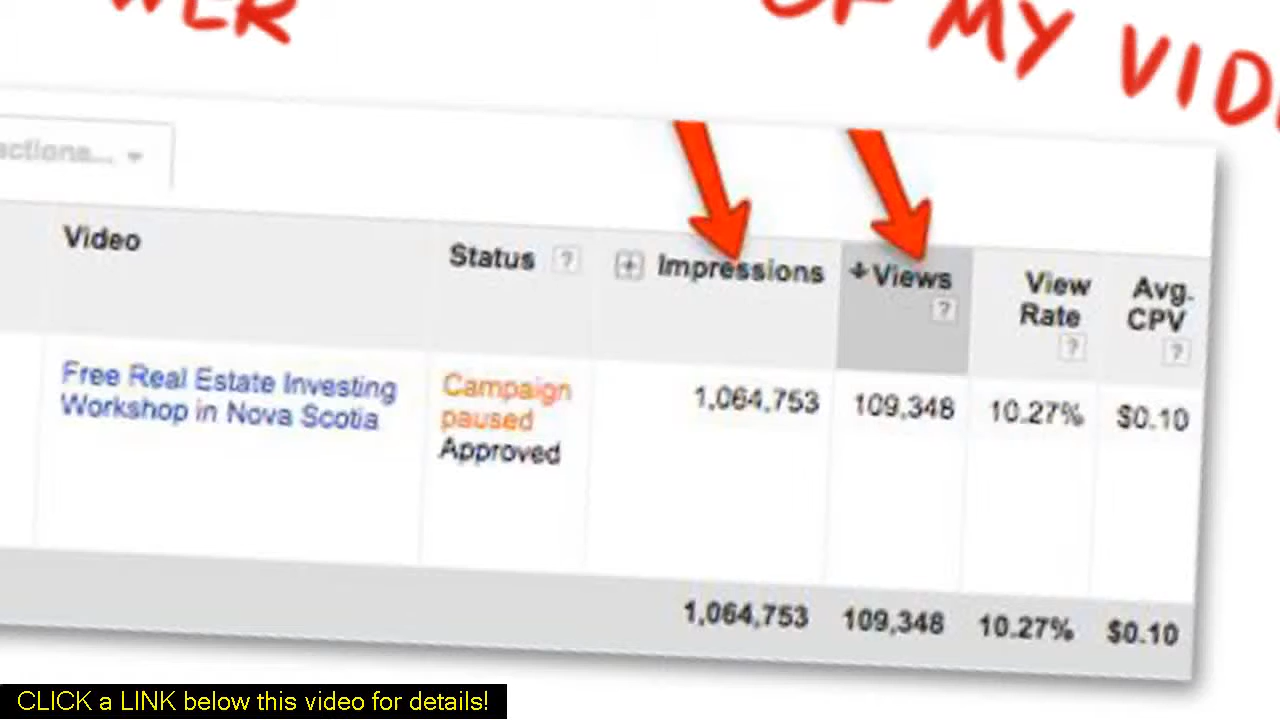 OF MY
actions...
Video
Status ?
Impressions
Views
?
View
Rate
?
Avg.
CPV
?
Free Real Estate Investing
Workshop in Nova Scotia
Campaign
paused
Approved
1,064,753
109,348
10.27%
$0.10
1,064,753
109,348
10.27%
$0.10
CLICK a LINK below this video for details!